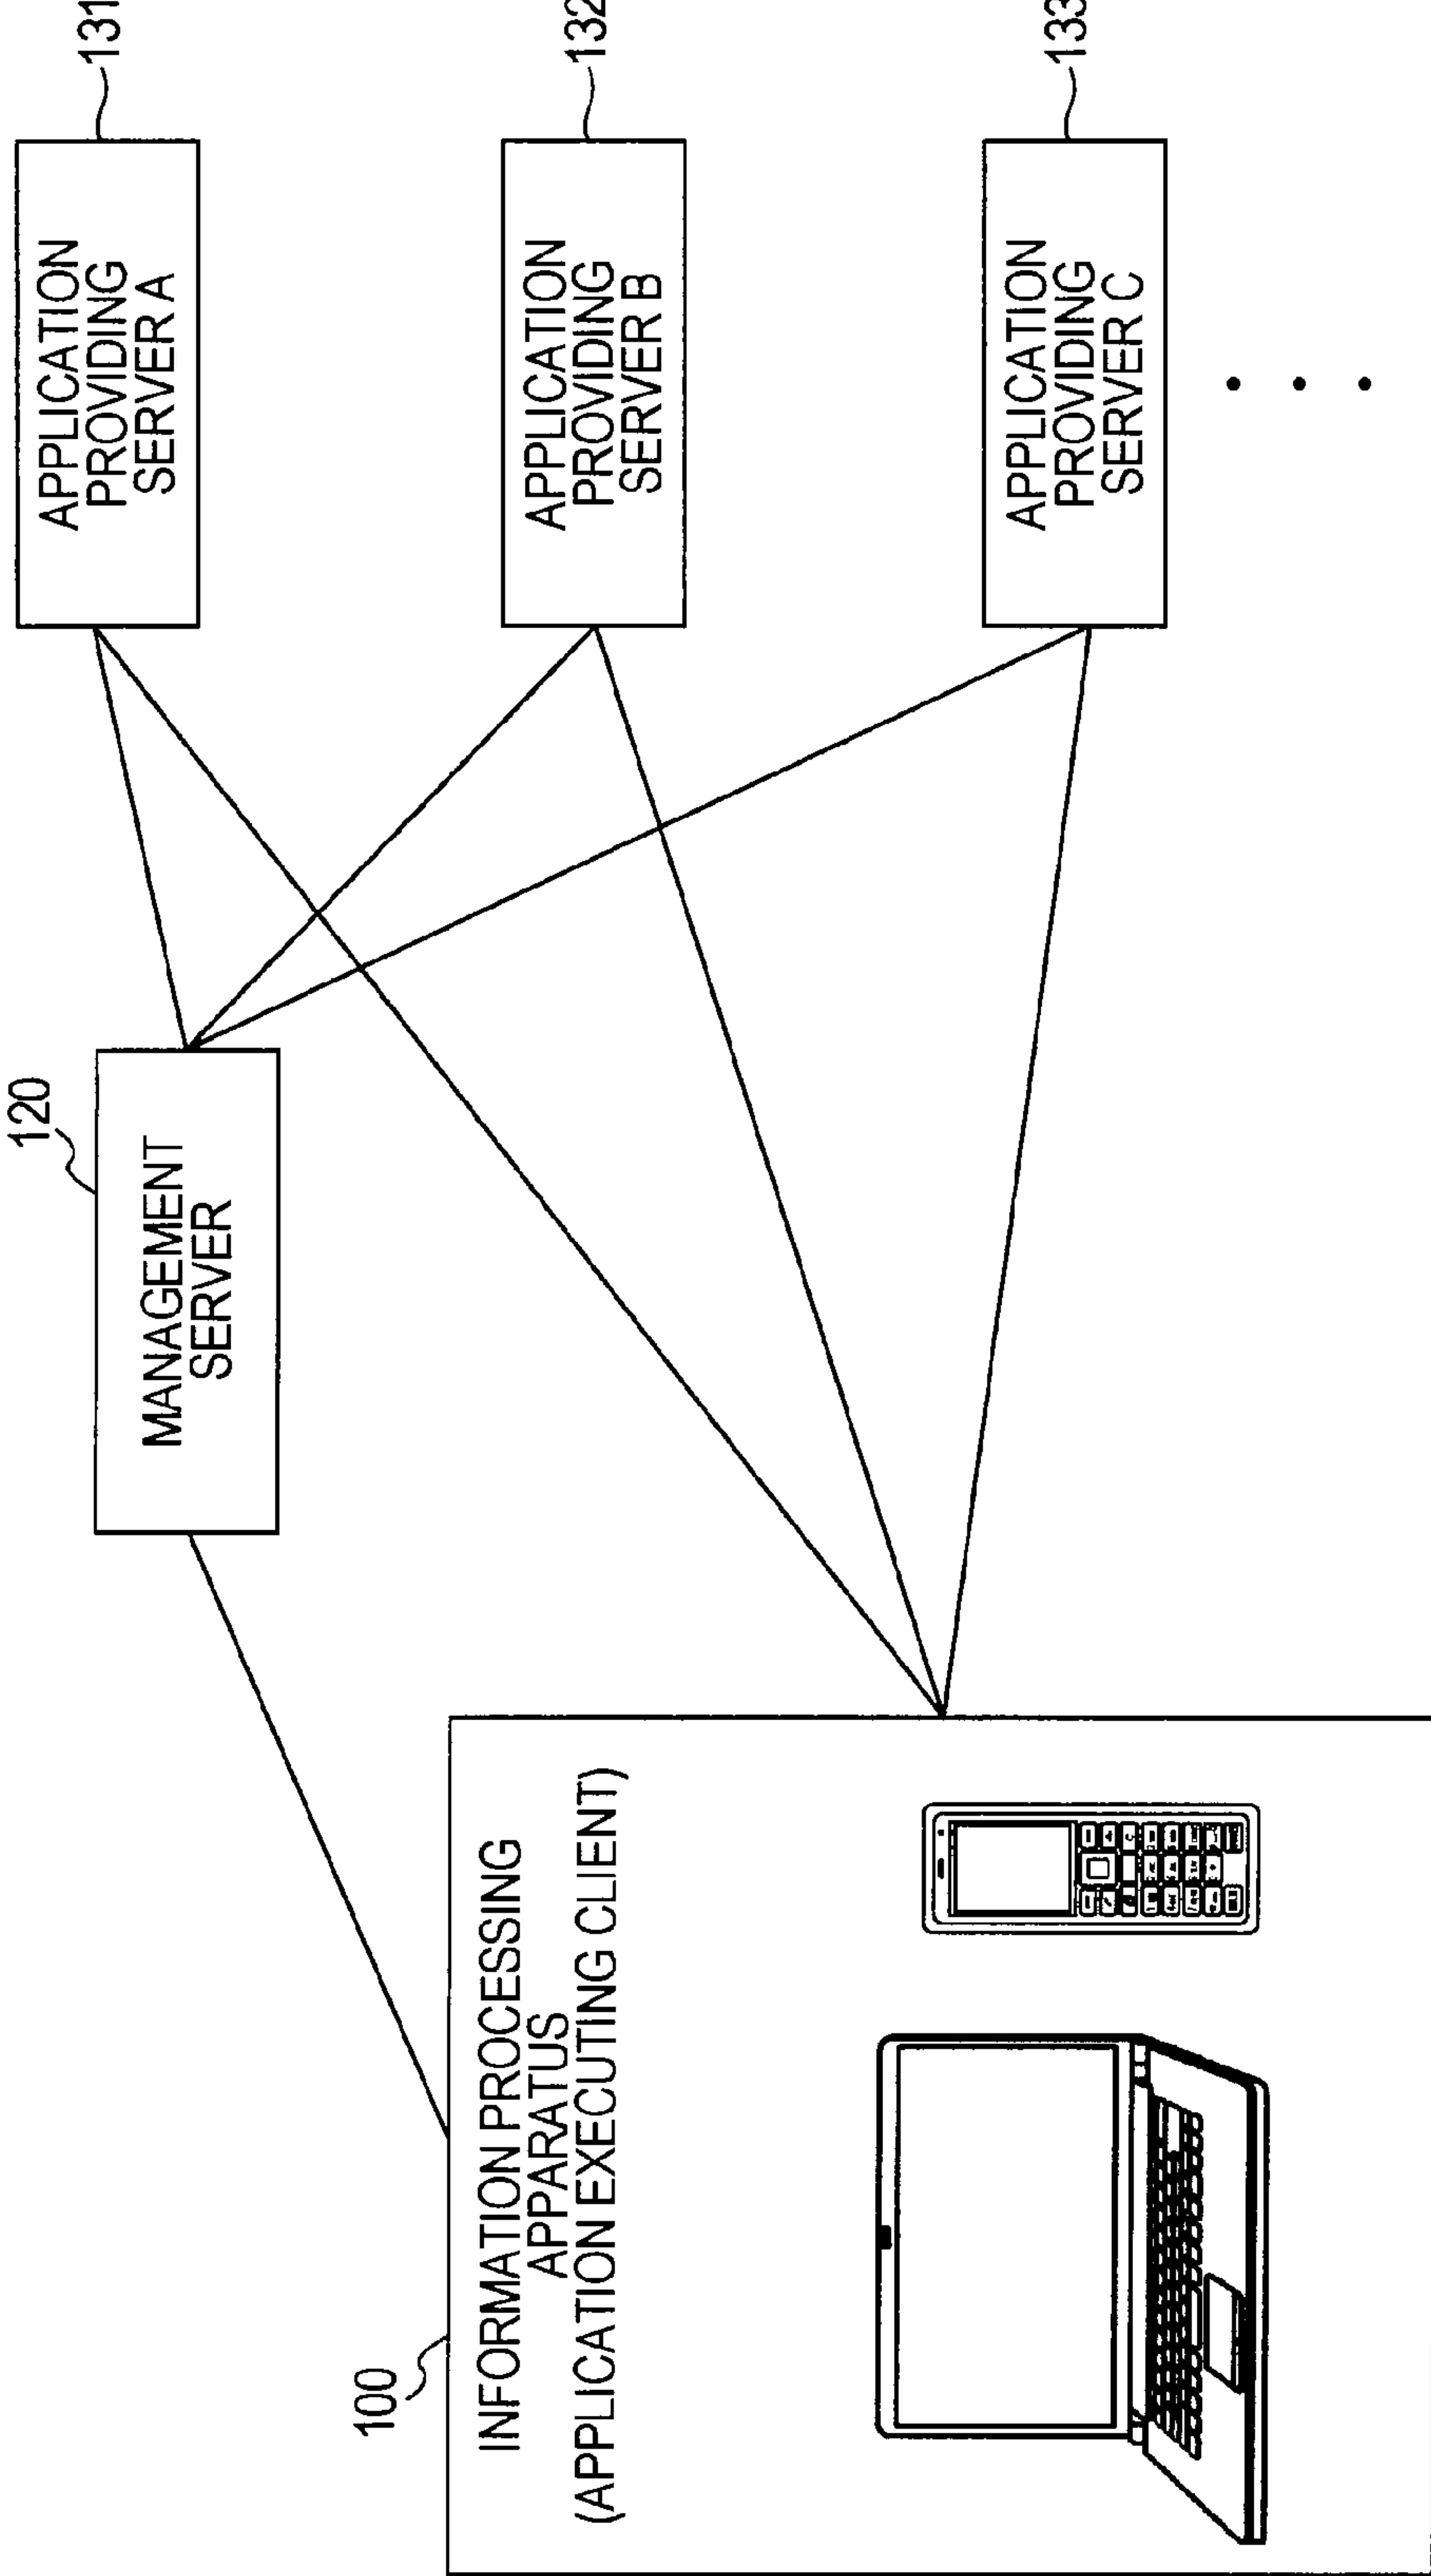 100
INFORMATION PROCESSING
APPARATUS
(APPLICATION EXECUTING CLIENT)
120
MANAGEMENT
SERVER
APPLICATION
PROVIDING
SERVER A
131
APPLICATION
PROVIDING
SERVER B
132
APPLICATION
PROVIDING
SERVER C
133